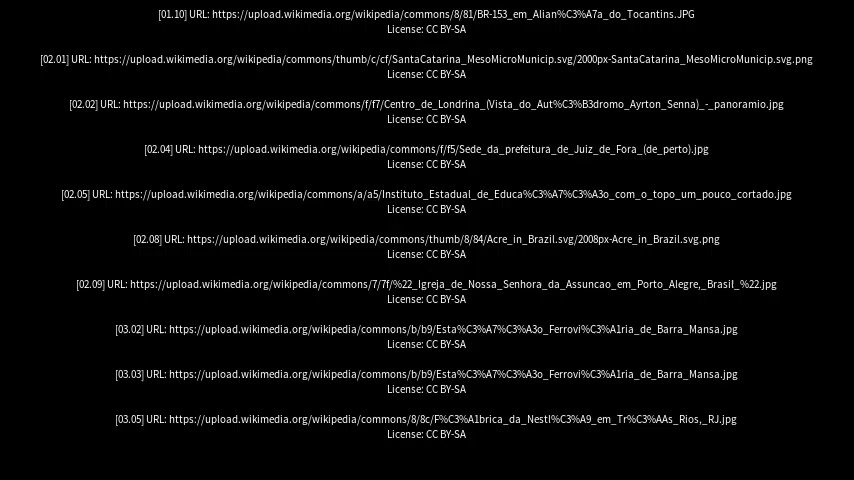 [01.10] URL: https://upload.wikimedia.org/wikipedia/commons/8/81/BR-153_em_Alian%C3%A7a_do_Tocantins.JPG
License: CC BY-SA
[02.01] URL: https://upload.wikimedia.org/wikipedia/commons/thumb/c/cf/SantaCatarina_MesoMicroMunicip.svg/2000px-SantaCatarina_MesoMicroMunicip.svg.png
License: CC BY-SA
[02.02] URL: https://upload.wikimedia.org/wikipedia/commons/f/f7/Centro_de_Londrina_(Vista_do_Aut%C3%B3dromo_Ayrton_Senna)_-_panoramio.jpg
License: CC BY-SA
[02.04] URL: https://upload.wikimedia.org/wikipedia/commons/f/f5/Sede_da_prefeitura_de_Juiz_de_Fora_(de_perto).jpg
License: CC BY-SA
[02.05] URL: https://upload.wikimedia.org/wikipedia/commons/a/a5/Instituto_Estadual_de_Educa%C3%A7%C3%A3o_com_o_topo_um_pouco_cortado.jpg
License: CC BY-SA
[02.08] URL: https://upload.wikimedia.org/wikipedia/commons/thumb/8/84/Acre_in_Brazil.svg/2008px-Acre_in_Brazil.svg.png
License: CC BY-SA
[02.09] URL: https://upload.wikimedia.org/wikipedia/commons/7/7f/%22_Igreja_de_Nossa_Senhora_da_Assuncao_em_Porto_Alegre,_Brasil_%22.jpg
License: CC BY-SA
[03.02] URL: https://upload.wikimedia.org/wikipedia/commons/b/b9/Esta%C3%A7%C3%A3o_Ferrovi%C3%A1ria_de_Barra_Mansa.jpg
License: CC BY-SA
[03.03] URL: https://upload.wikimedia.org/wikipedia/commons/b/b9/Esta%C3%A7%C3%A3o_Ferrovi%C3%A1ria_de_Barra_Mansa.jpg
License: CC BY-SA
[03.05] URL: https://upload.wikimedia.org/wikipedia/commons/8/8c/F%C3%A1brica_da_Nestl%C3%A9_em_Tr%C3%AAs_Rios,_RJ.jpg
License: CC BY-SA